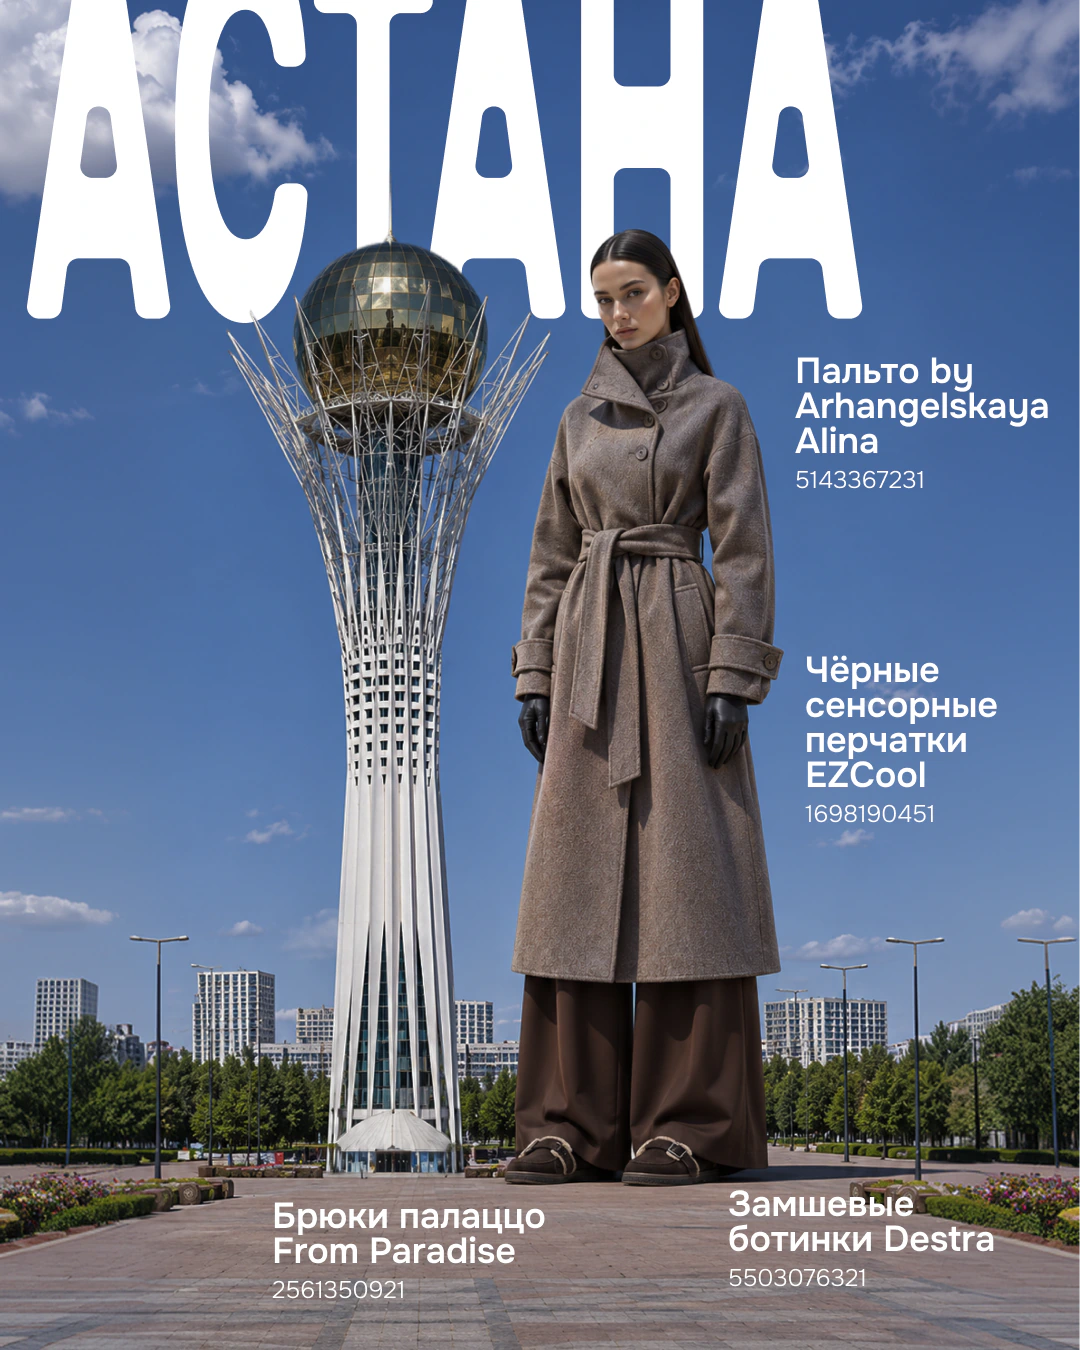 АСТАНА
Пальто by
Arhangelskaya
Alina
5143367231
Чёрные
сенсорные
перчатки
EZCool
1698190451
Брюки палаццо
From Paradise
2561350921
Замшевые
ботинки Destra
5503076321